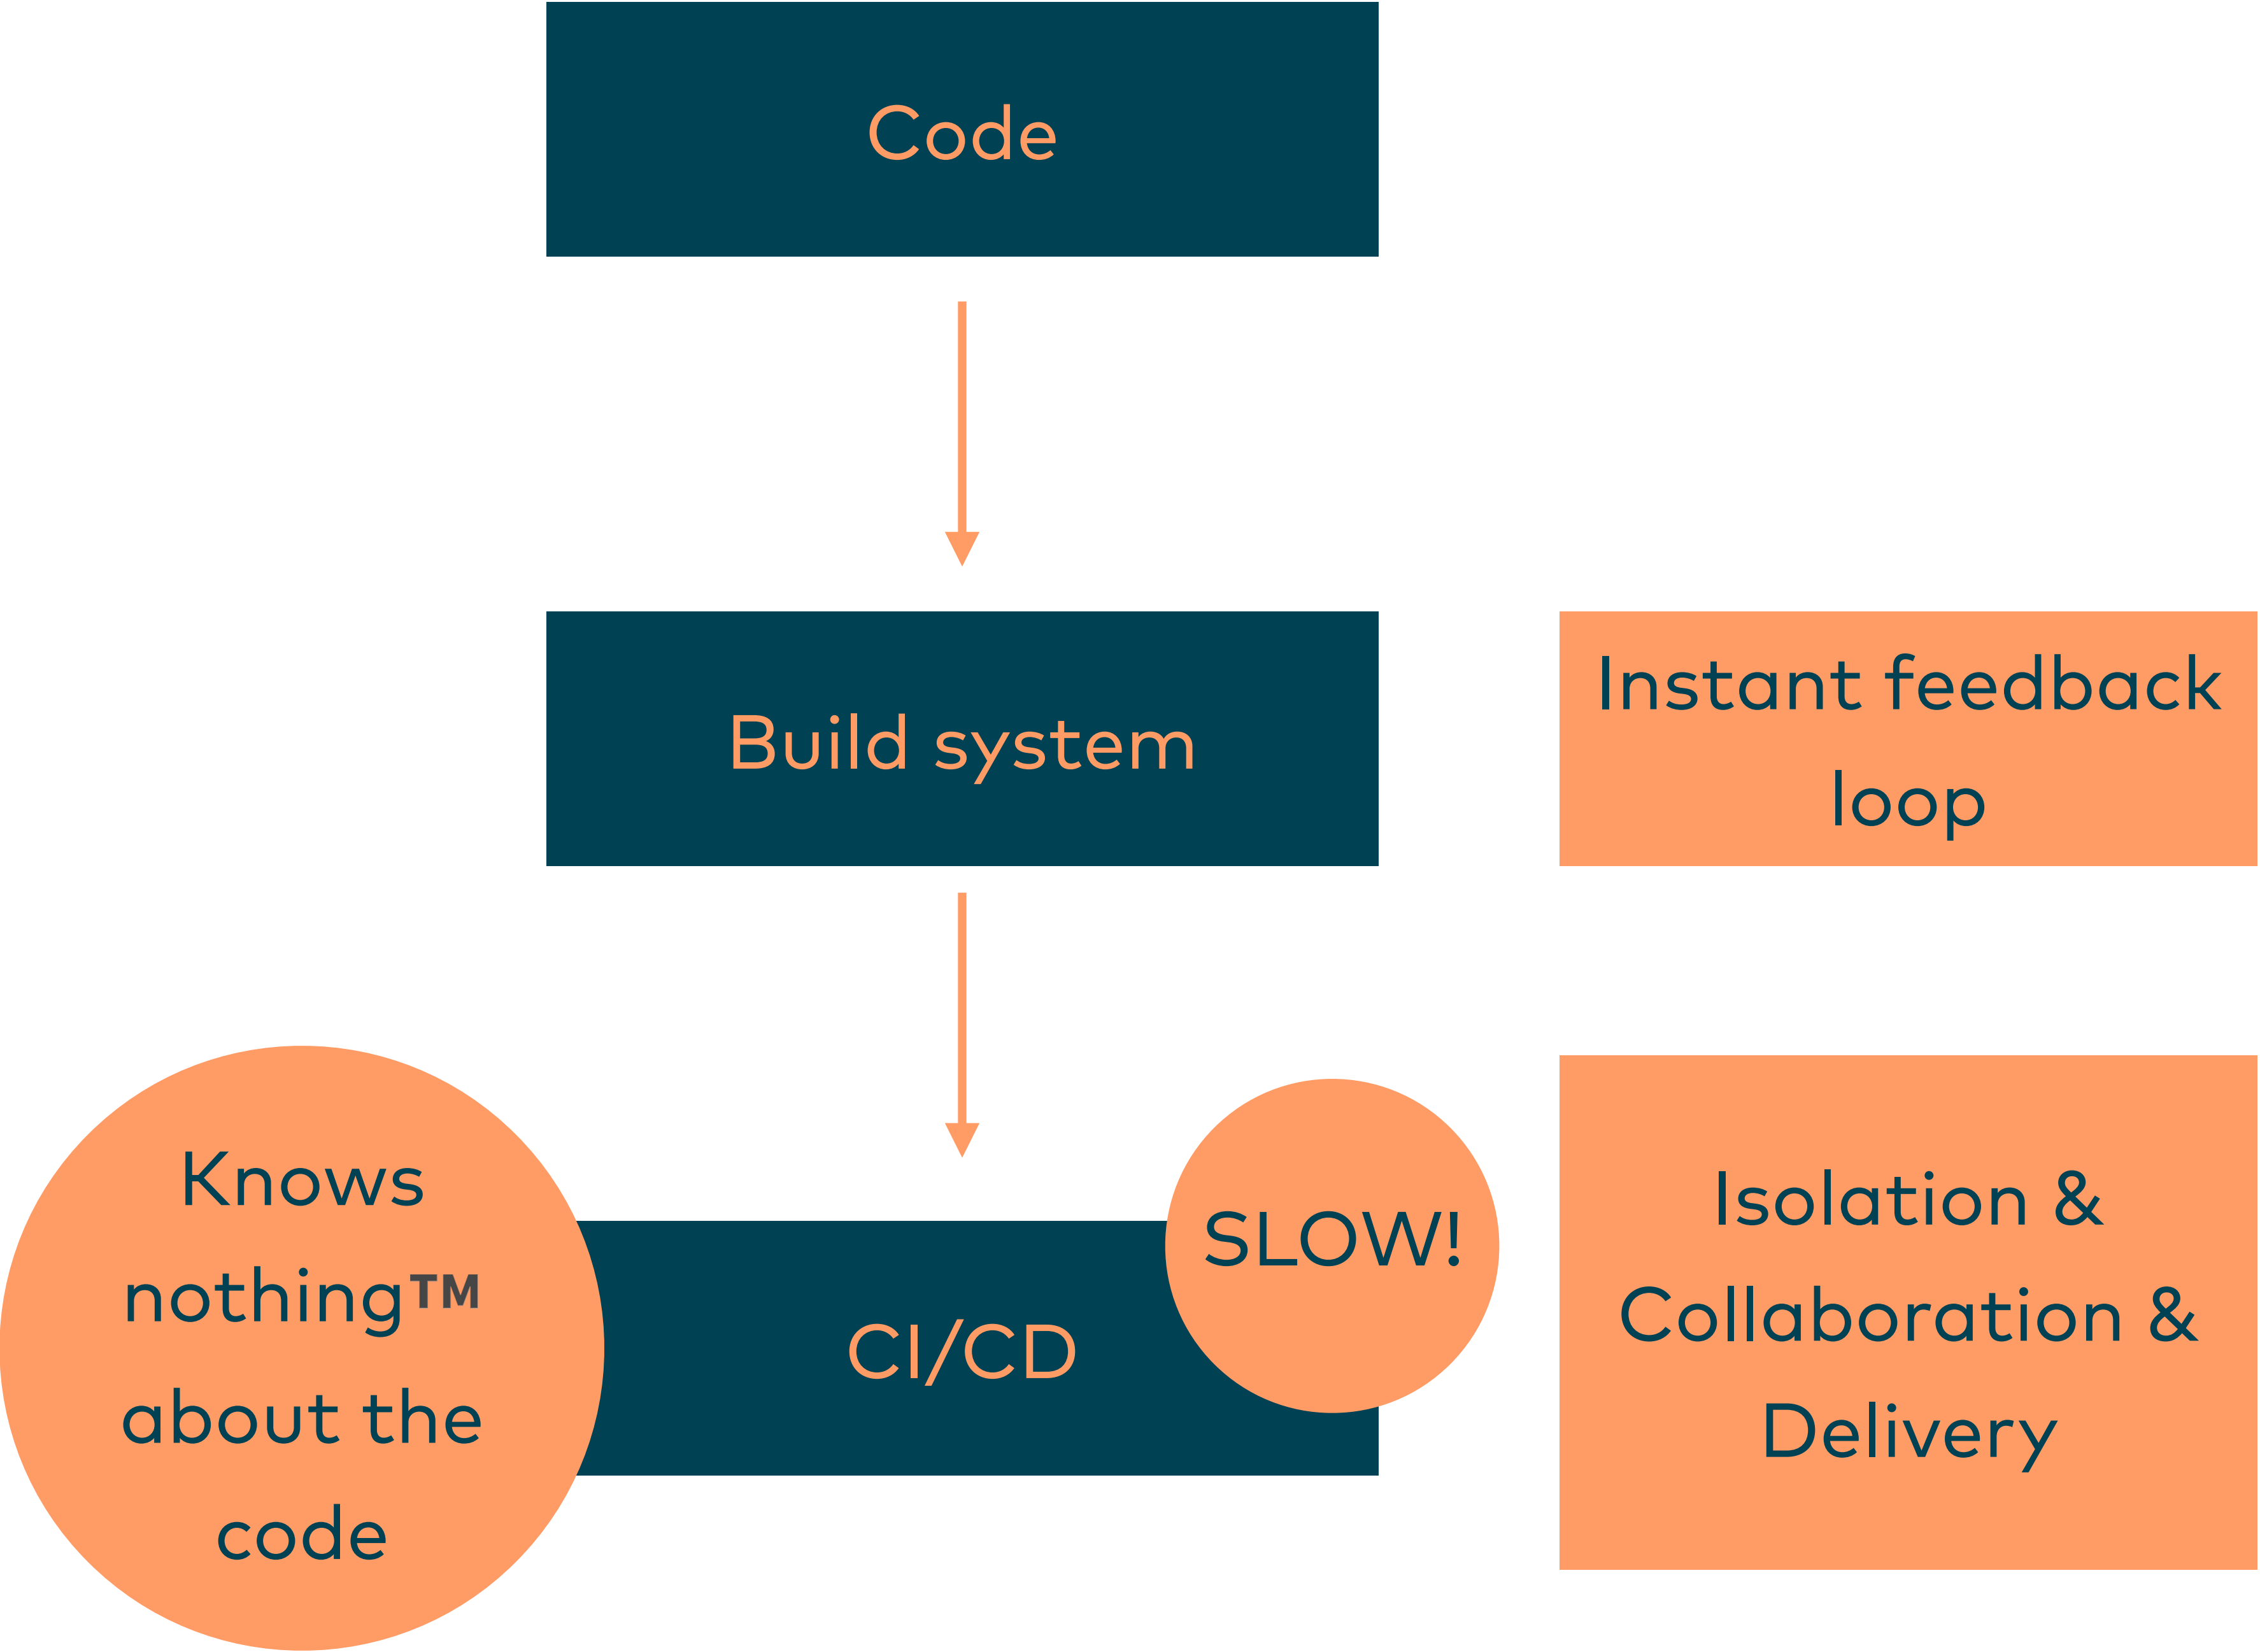 Code
Build system
Instant feedback
loop
Knows
nothing™
about the
code
SLOW!
CI/CD
Isolation &
Collaboration &
Delivery